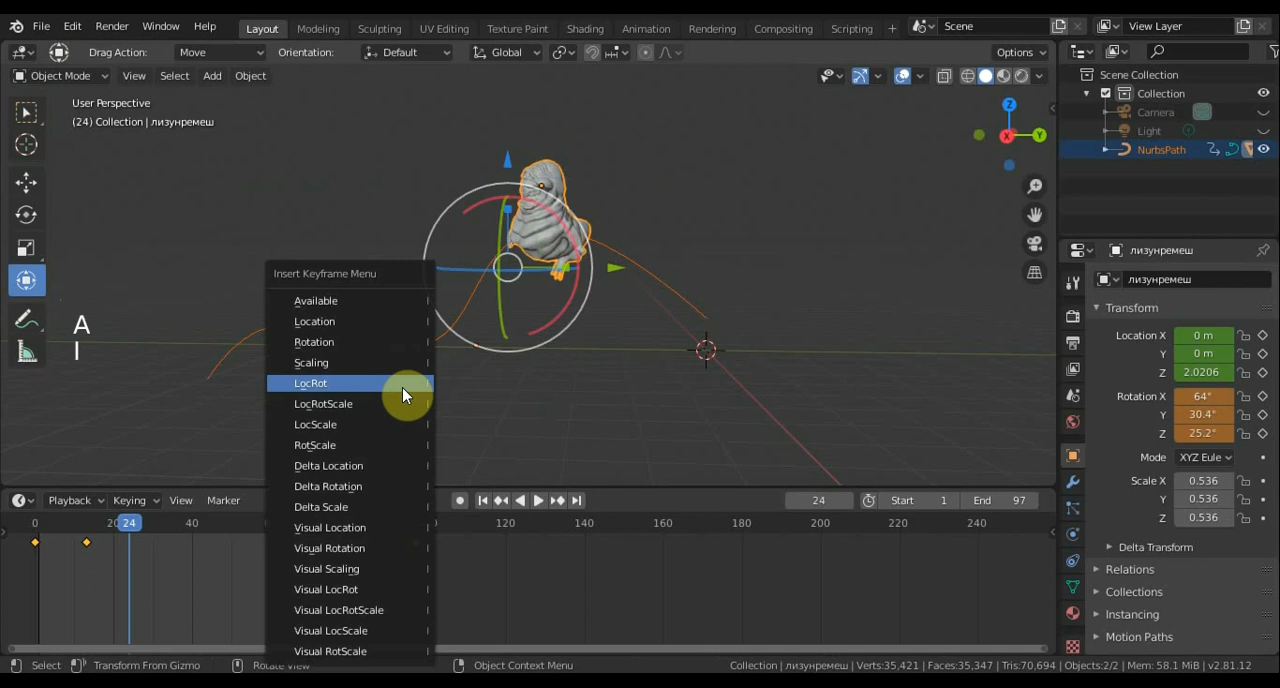 File Edit Render Window Help Layout Modeling Sculpting UV Editing Texture Paint Shading Animation Rendering Compositing Scripting + Scene View Layer
Drag Action: Move Orientation: Default Global Options
Object Mode View Select Add Object
User Perspective
(24) Collection | лизунремеш
Z
Y
X
Scene Collection
Collection
Camera
Light
NurbsPath
A
I
Insert Keyframe Menu
Available I
Location I
Rotation I
Scaling I
LocRot I
LocRotScale I
LocScale I
RotScale I
Delta Location I
Delta Rotation I
Delta Scale I
Visual Location I
Visual Rotation I
Visual Scaling I
Visual LocRot I
Visual LocRotScale I
Visual LocScale I
Visual RotScale I
лизунремеш
лизунремеш
Transform
Location X 0 m
Y 0 m
Z 2.0206
Rotation X 64°
Y 30.4°
Z 25.2°
Mode XYZ Eule
Scale X 0.536
Y 0.536
Z 0.536
Delta Transform
Relations
Collections
Instancing
Motion Paths
Playback Keying View Marker 24 Start 1 End 97
0 20 24 40 120 140 160 180 200 220 240
Select Transform From Gizmo Rotate View Object Context Menu Collection | лизунремеш | Verts:35,421 | Faces:35,347 | Tris:70,694 | Objects:2/2 | Mem: 58.1 MiB | v2.81.12